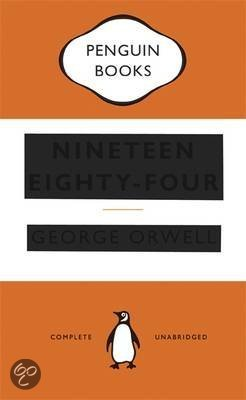 PENGUIN
BOOKS
NINETEEN
EIGHTY-FOUR
GEORGE ORWELL
COMPLETE UNABRIDGED